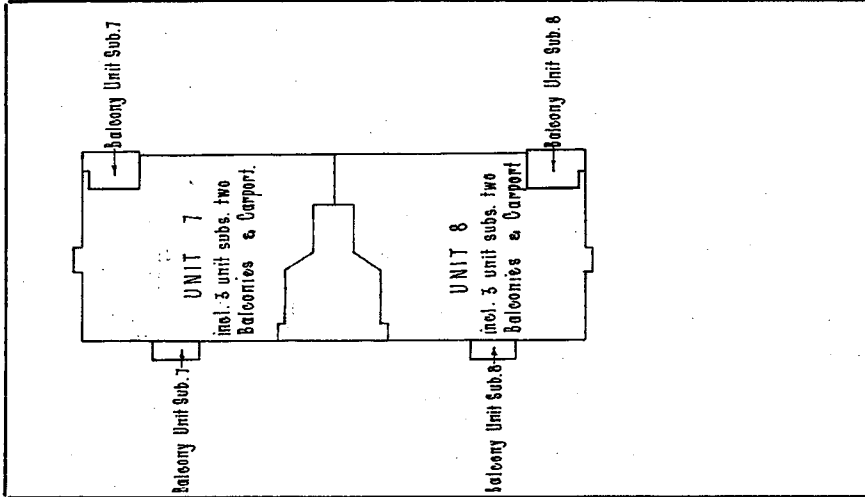 Balcony Unit Sub.7
Balcony Unit Sub.8
UNIT 7
incl. 3 unit subs. two
Balconies & Carport.
UNIT 8
incl. 3 unit subs. two
Balconies & Carport
Balcony Unit Sub.7
Balcony Unit Sub.8